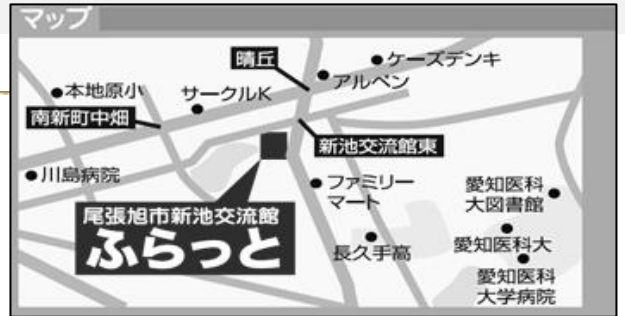 マップ
晴丘
ケーズデンキ
アルペン
本地原小
サークルK
南新町中畑
新池交流館東
川島病院
ファミリー
マート
愛知医科
大図書館
尾張旭市新池交流館
ふらっと
長久手高
愛知医科大
愛知医科
大学病院